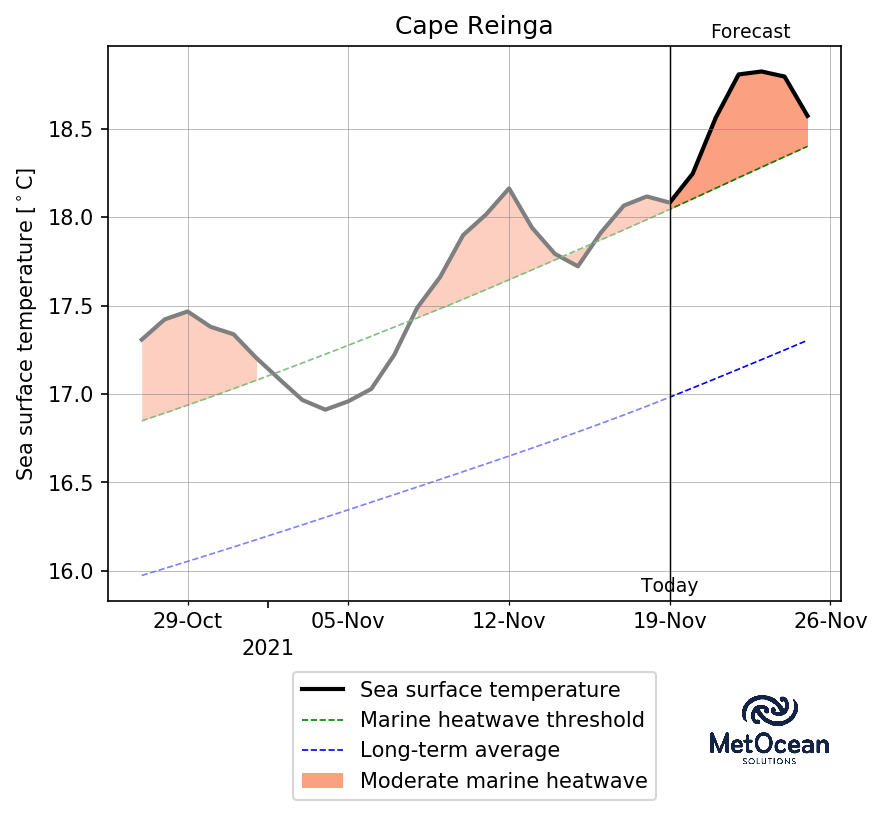 Cape Reinga
Forecast
Sea surface temperature [°C]
18.5
18.0
17.5
17.0
16.5
16.0
Today
29-Oct 05-Nov 12-Nov 19-Nov 26-Nov
2021
Sea surface temperature
Marine heatwave threshold
Long-term average
Moderate marine heatwave
MetOcean
SOLUTIONS